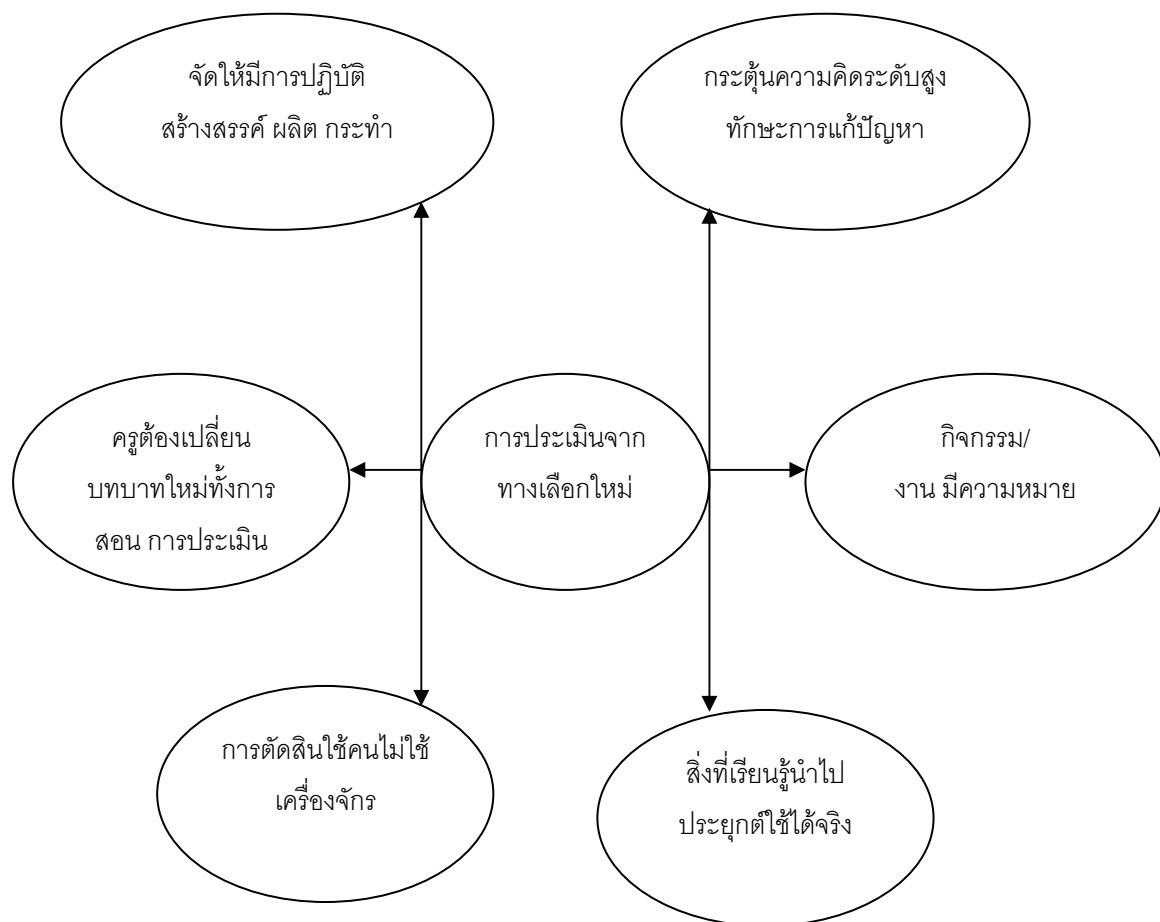 จัดให้มีการปฏิบัติ
สร้างสรรค์ ผลิต กระทำ
กระตุ้นความคิดระดับสูง
ทักษะการแก้ปัญหา
ครูต้องเปลี่ยน
บทบาทใหม่ทั้งการ
สอน การประเมิน
การประเมินจาก
ทางเลือกใหม่
กิจกรรม/
งาน มีความหมาย
การตัดสินใช้คนไม่ใช้
เครื่องจักร
สิ่งที่เรียนรู้นำไป
ประยุกต์ใช้ได้จริง